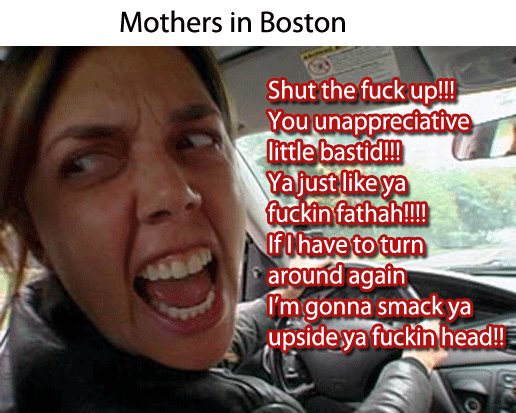 Mothers in Boston
Shut the fuck up!!!
You unappreciative
little bastid!!!
Ya just like ya
fuckin fathah!!!!
If I have to turn
around again
I'm gonna smack ya
upside ya fuckin head!!